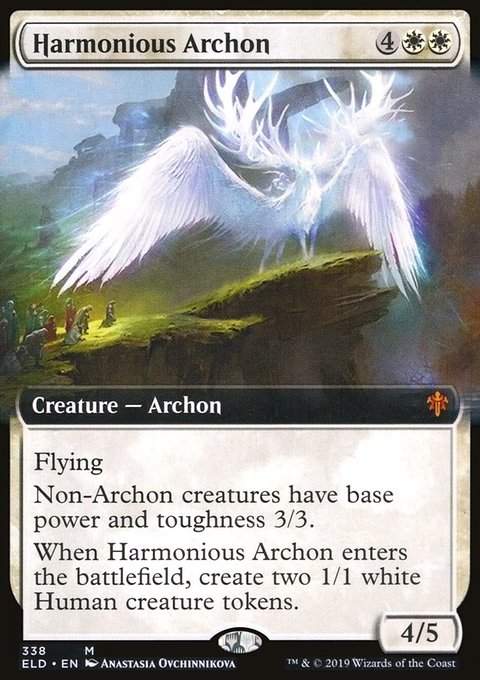 Harmonious Archon 4
Creature — Archon
Flying
Non-Archon creatures have base
power and toughness 3/3.
When Harmonious Archon enters
the battlefield, create two 1/1 white
Human creature tokens.
4/5
338 M
ELD • EN Anastasia Ovchinnikova
™ & © 2019 Wizards of the Coast